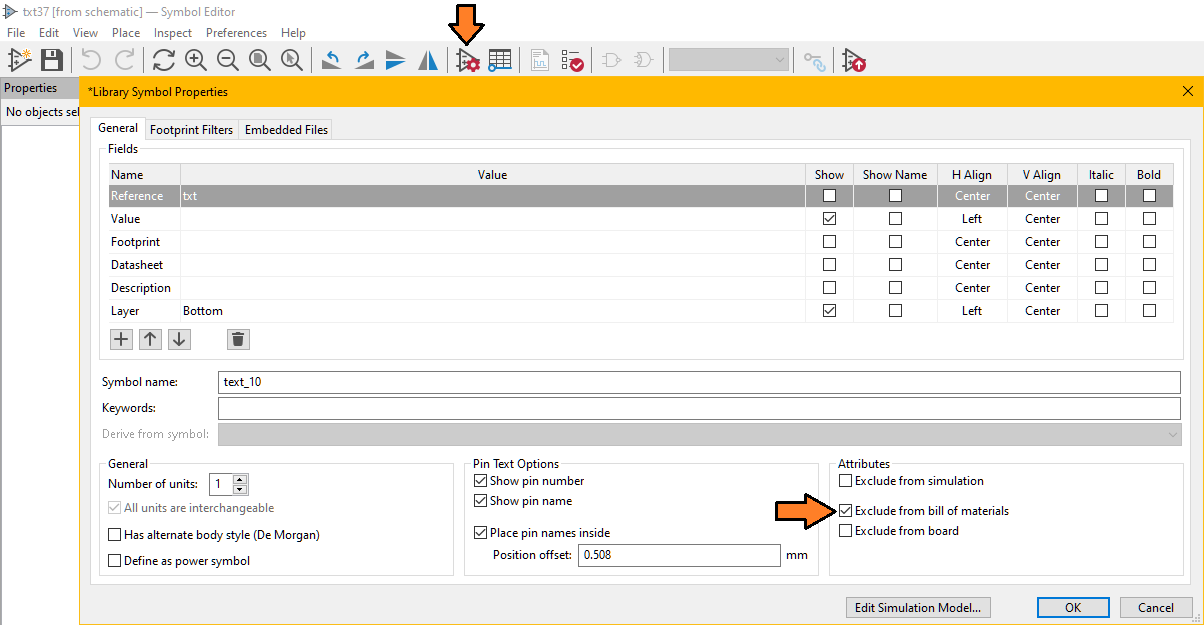 txt37 [from schematic] — Symbol Editor
File Edit View Place Inspect Preferences Help
Properties
No objects sel
*Library Symbol Properties
General Footprint Filters Embedded Files
Fields
Name Value Show Show Name H Align V Align Italic Bold
Reference txt Center Center
Value Left Center
Footprint Center Center
Datasheet Center Center
Description Center Center
Layer Bottom Left Center
Symbol name: text_10
Keywords:
Derive from symbol:
General
Number of units: 1
All units are interchangeable
Has alternate body style (De Morgan)
Define as power symbol
Pin Text Options
Show pin number
Show pin name
Place pin names inside
Position offset: 0.508 mm
Attributes
Exclude from simulation
Exclude from bill of materials
Exclude from board
Edit Simulation Model... OK Cancel